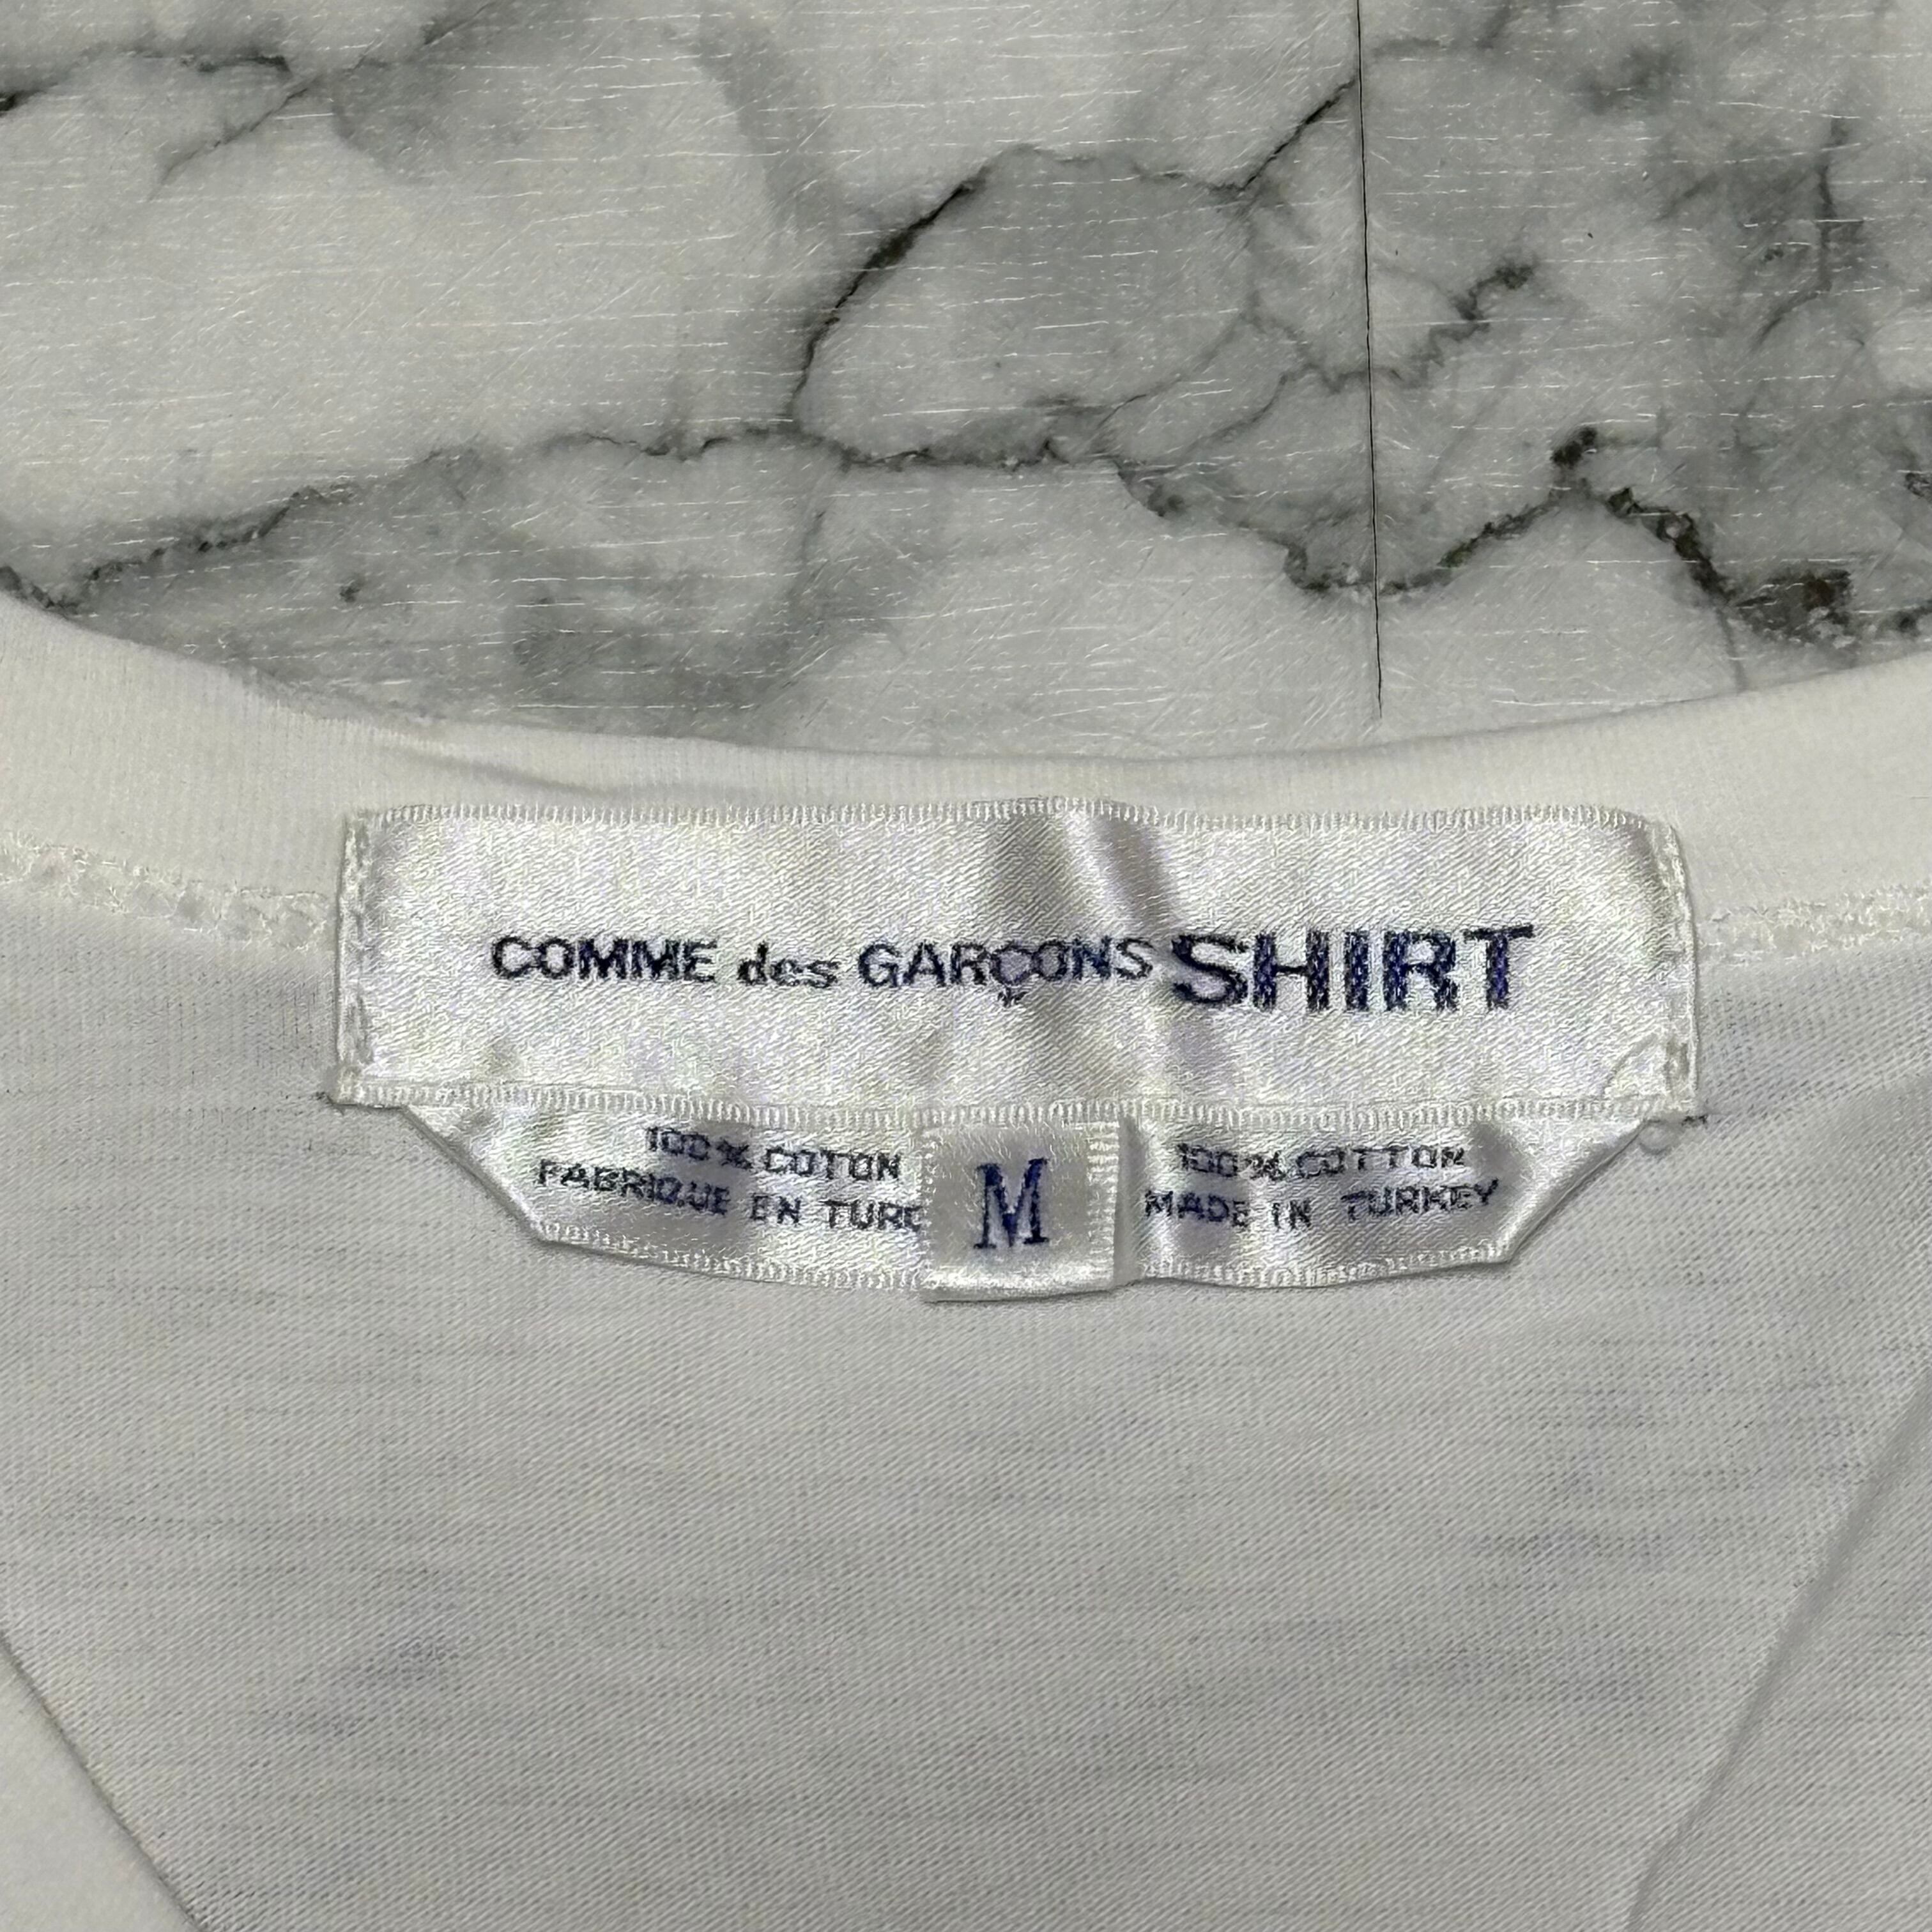 COMME des GARÇONS SHIRT
100% COTON
FABRIQUE EN TURC
M
100% COTTON
MADE IN TURKEY